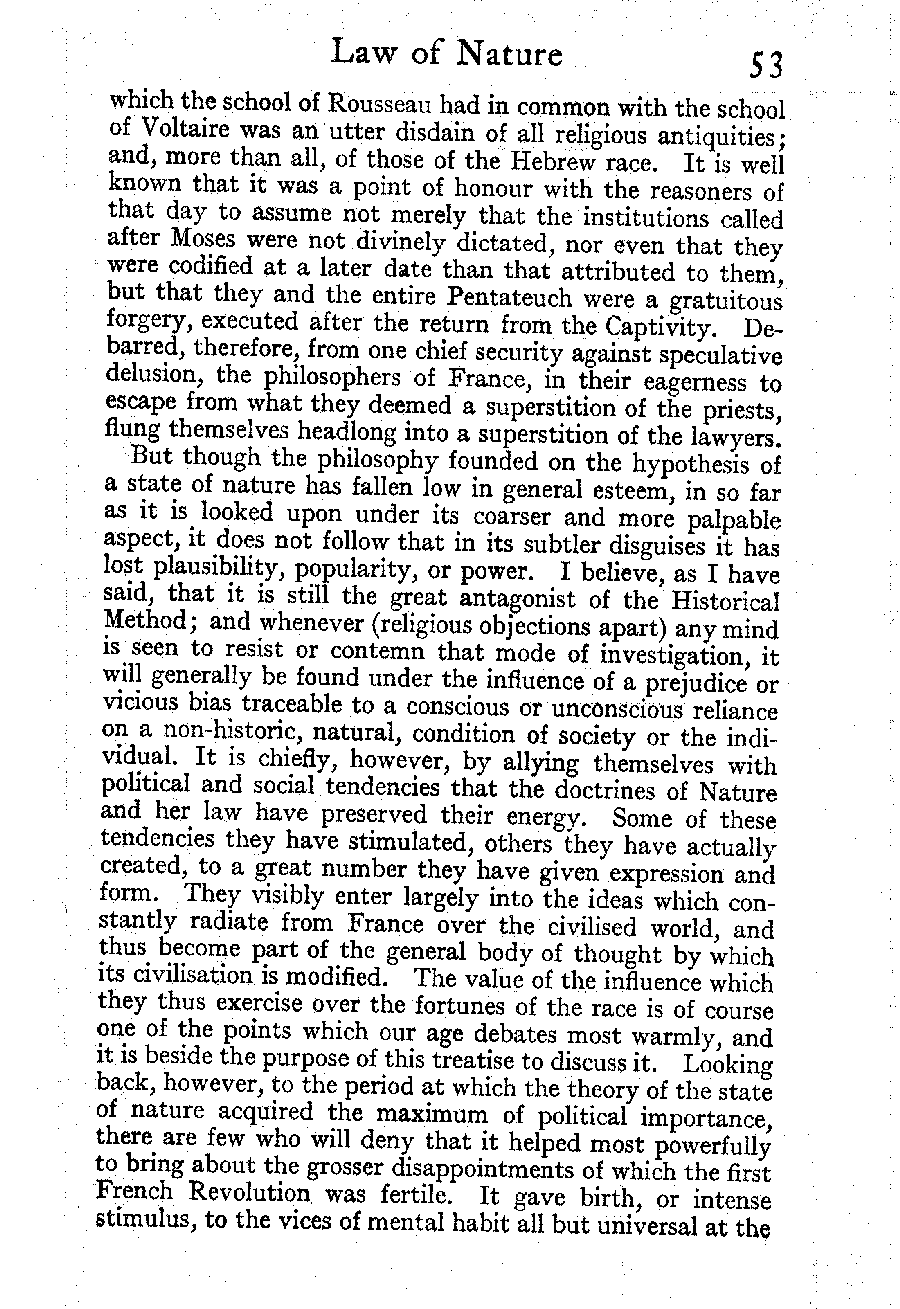 Law of Nature
53
which the school of Rousseau had in common with the school
of Voltaire was an utter disdain of all religious antiquities;
and, more than all, of those of the Hebrew race. It is well
known that it was a point of honour with the reasoners of
that day to assume not merely that the institutions called
after Moses were not divinely dictated, nor even that they
were codified at a later date than that attributed to them,
but that they and the entire Pentateuch were a gratuitous
forgery, executed after the return from the Captivity. De-
barred, therefore, from one chief security against speculative
delusion, the philosophers of France, in their eagerness to
escape from what they deemed a superstition of the priests,
flung themselves headlong into a superstition of the lawyers.
But though the philosophy founded on the hypothesis of
a state of nature has fallen low in general esteem, in so far
as it is looked upon under its coarser and more palpable
aspect, it does not follow that in its subtler disguises it has
lost plausibility, popularity, or power. I believe, as I have
said, that it is still the great antagonist of the Historical
Method; and whenever (religious objections apart) any mind
is seen to resist or contemn that mode of investigation, it
will generally be found under the influence of a prejudice or
vicious bias traceable to a conscious or unconscious reliance
on a non-historic, natural, condition of society or the indi-
vidual. It is chiefly, however, by allying themselves with
political and social tendencies that the doctrines of Nature
and her law have preserved their energy. Some of these
tendencies they have stimulated, others they have actually
created, to a great number they have given expression and
form. They visibly enter largely into the ideas which con-
stantly radiate from France over the civilised world, and
thus become part of the general body of thought by which
its civilisation is modified. The value of the influence which
they thus exercise over the fortunes of the race is of course
one of the points which our age debates most warmly, and
it is beside the purpose of this treatise to discuss it. Looking
back, however, to the period at which the theory of the state
of nature acquired the maximum of political importance,
there are few who will deny that it helped most powerfully
to bring about the grosser disappointments of which the first
French Revolution was fertile. It gave birth, or intense
stimulus, to the vices of mental habit all but universal at the